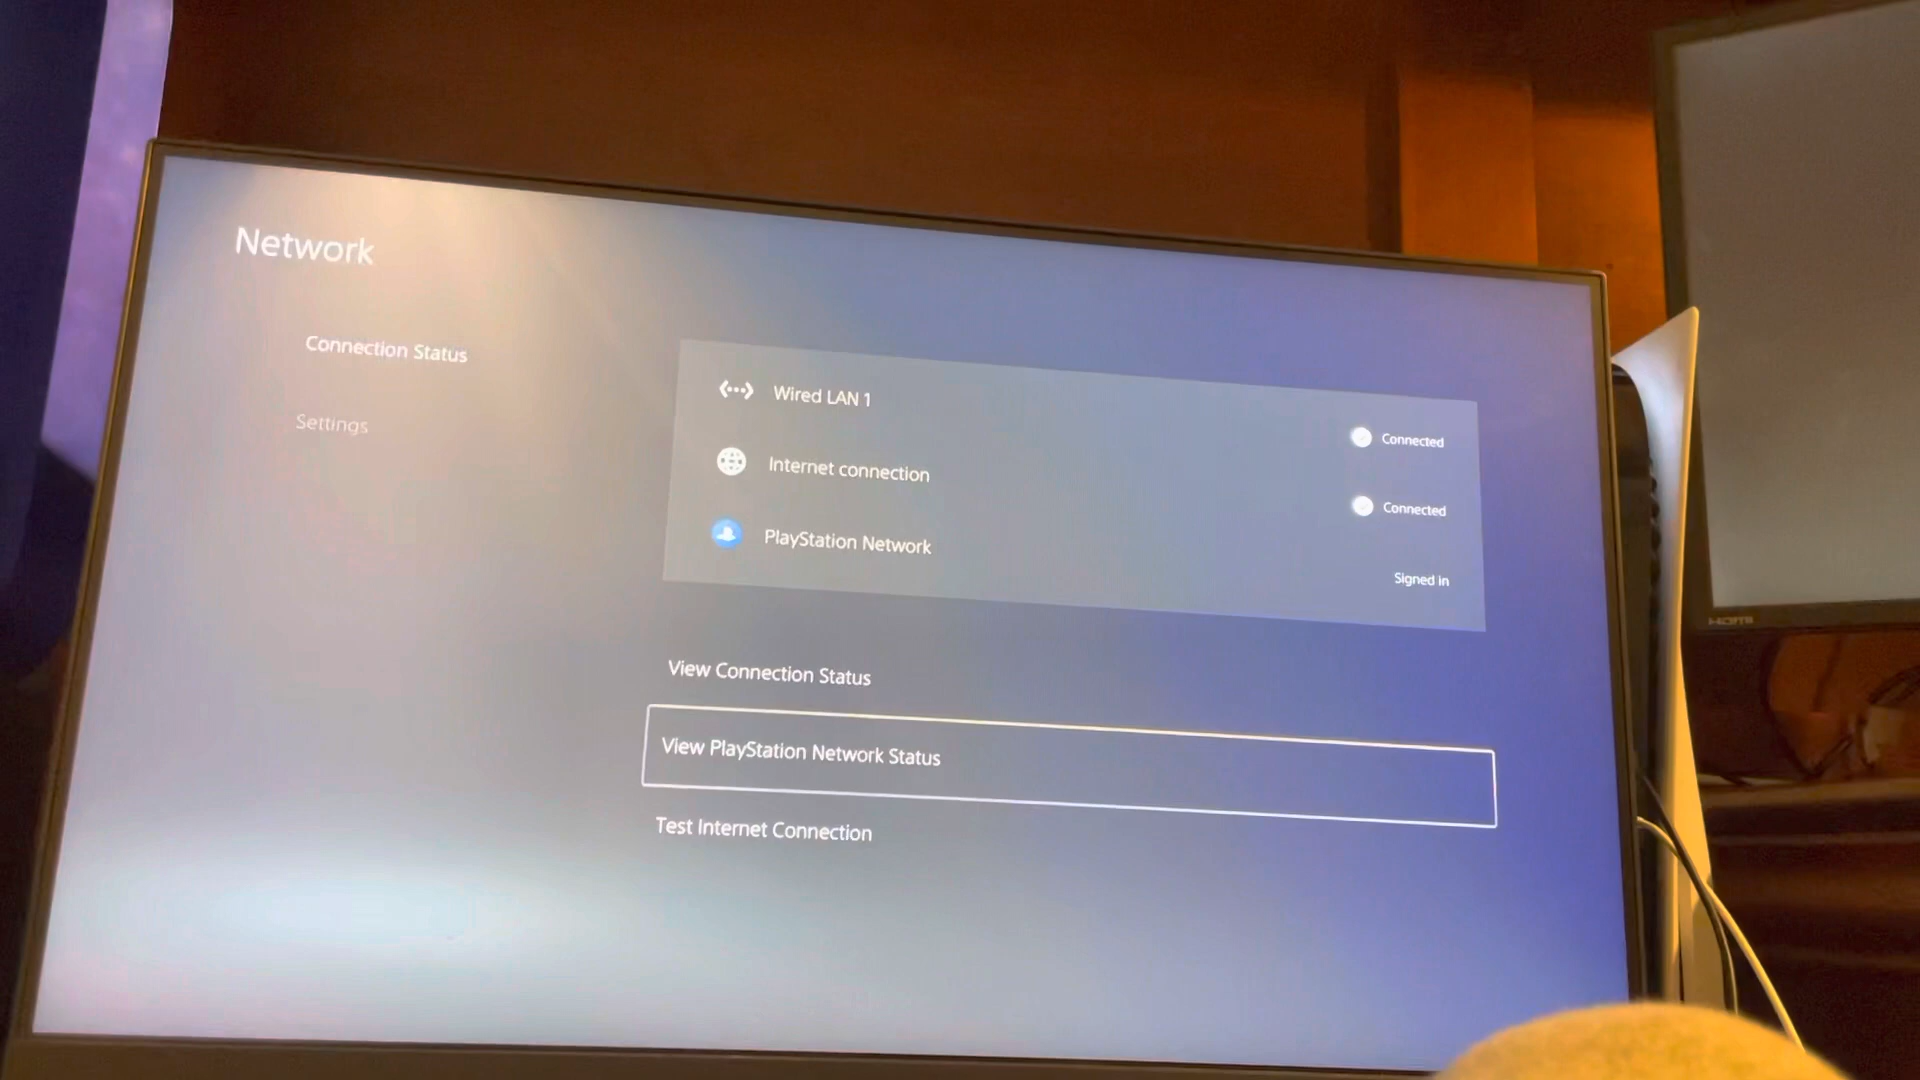 Network
Connection Status
Settings
Wired LAN 1
Connected
Internet connection
Connected
PlayStation Network
Signed in
View Connection Status
View PlayStation Network Status
Test Internet Connection
HDMI